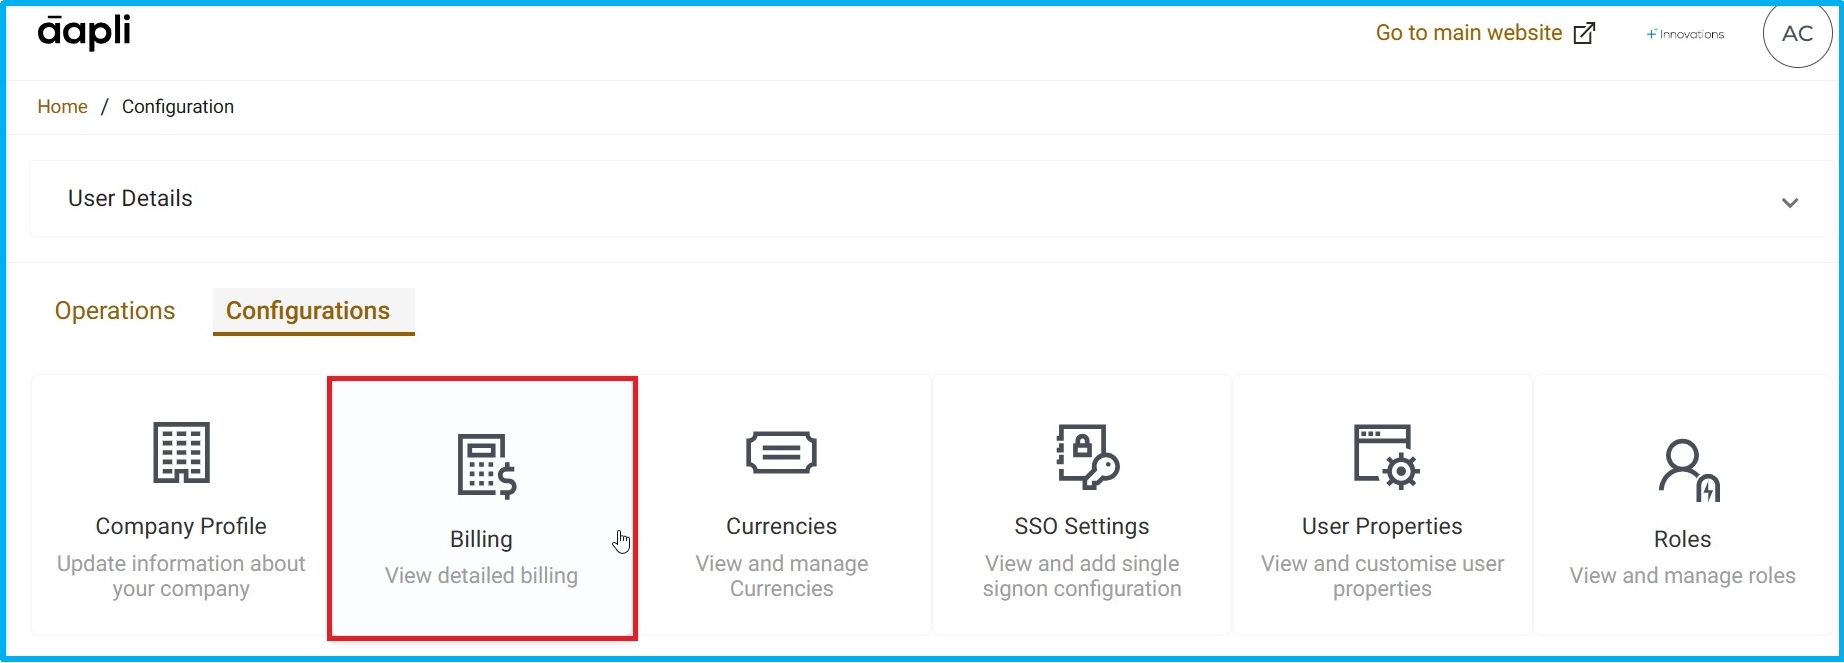 āapli
Go to main website
+Innovations
AC
Home / Configuration
User Details
Operations
Configurations
Company Profile
Update information about
your company
Billing
View detailed billing
Currencies
View and manage
Currencies
SSO Settings
View and add single
signon configuration
User Properties
View and customise user
properties
Roles
View and manage roles